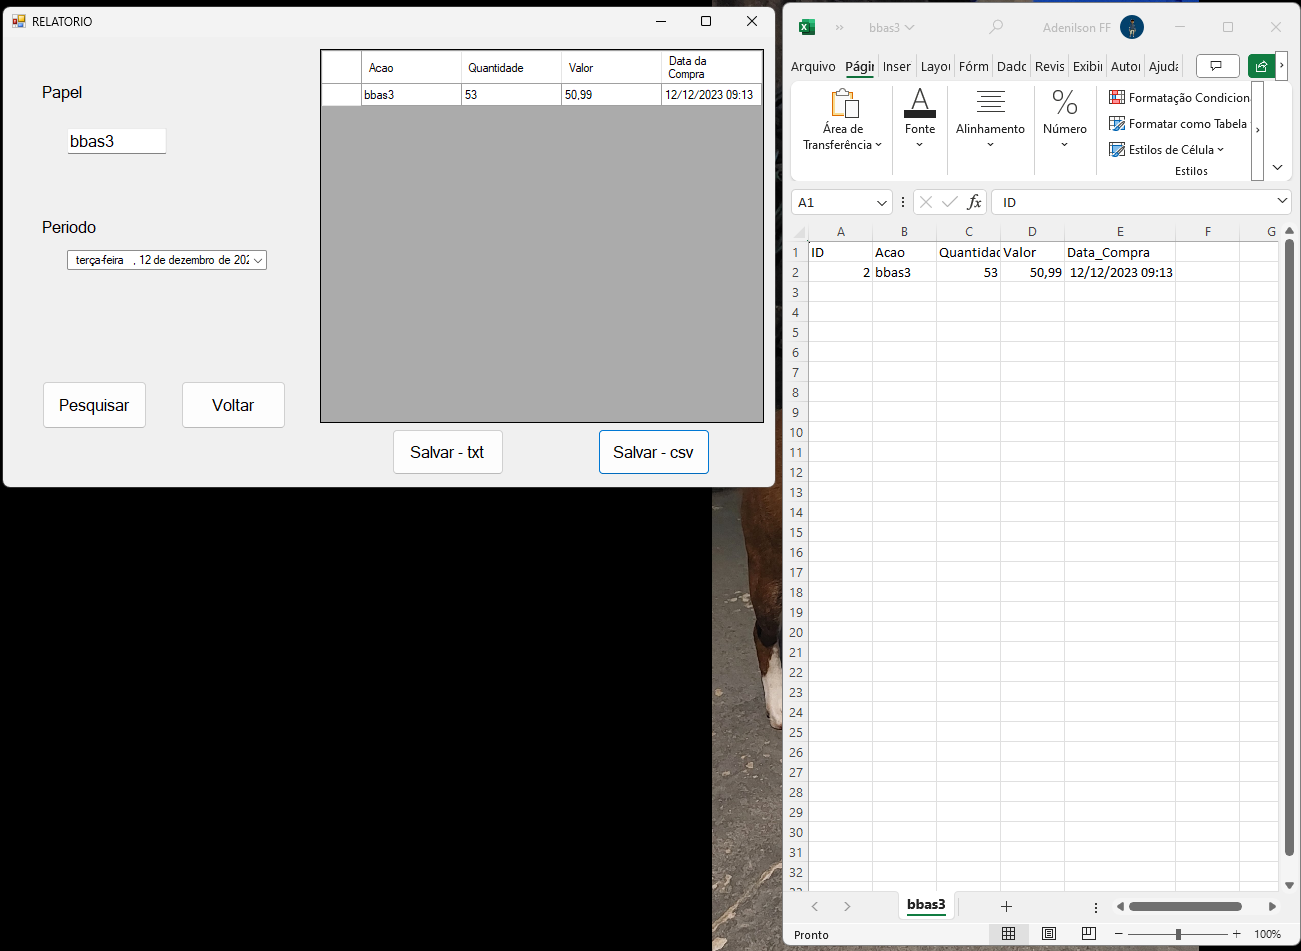 RELATORIO
Papel
bbas3
Periodo
terça-feira , 12 de dezembro de 202
Pesquisar
Voltar
Acao Quantidade Valor Data da Compra
bbas3 53 50,99 12/12/2023 09:13
Salvar - txt
Salvar - csv
bbas3
Adenilson FF
Arquivo Págir Inser Layou Fórm Dadc Revis Exibi Autor Ajuda
Área de
Transferência
Fonte
Alinhamento
Número
%
Formatação Condicion
Formatar como Tabela
Estilos de Célula
Estilos
A1
fx
ID
A B C D E F G
1 ID Acao Quantidac Valor Data_Compra
2 2 bbas3 53 50,99 12/12/2023 09:13
3
4
5
6
7
8
9
10
11
12
13
14
15
16
17
18
19
20
21
22
23
24
25
26
27
28
29
30
31
32
bbas3
Pronto
100%